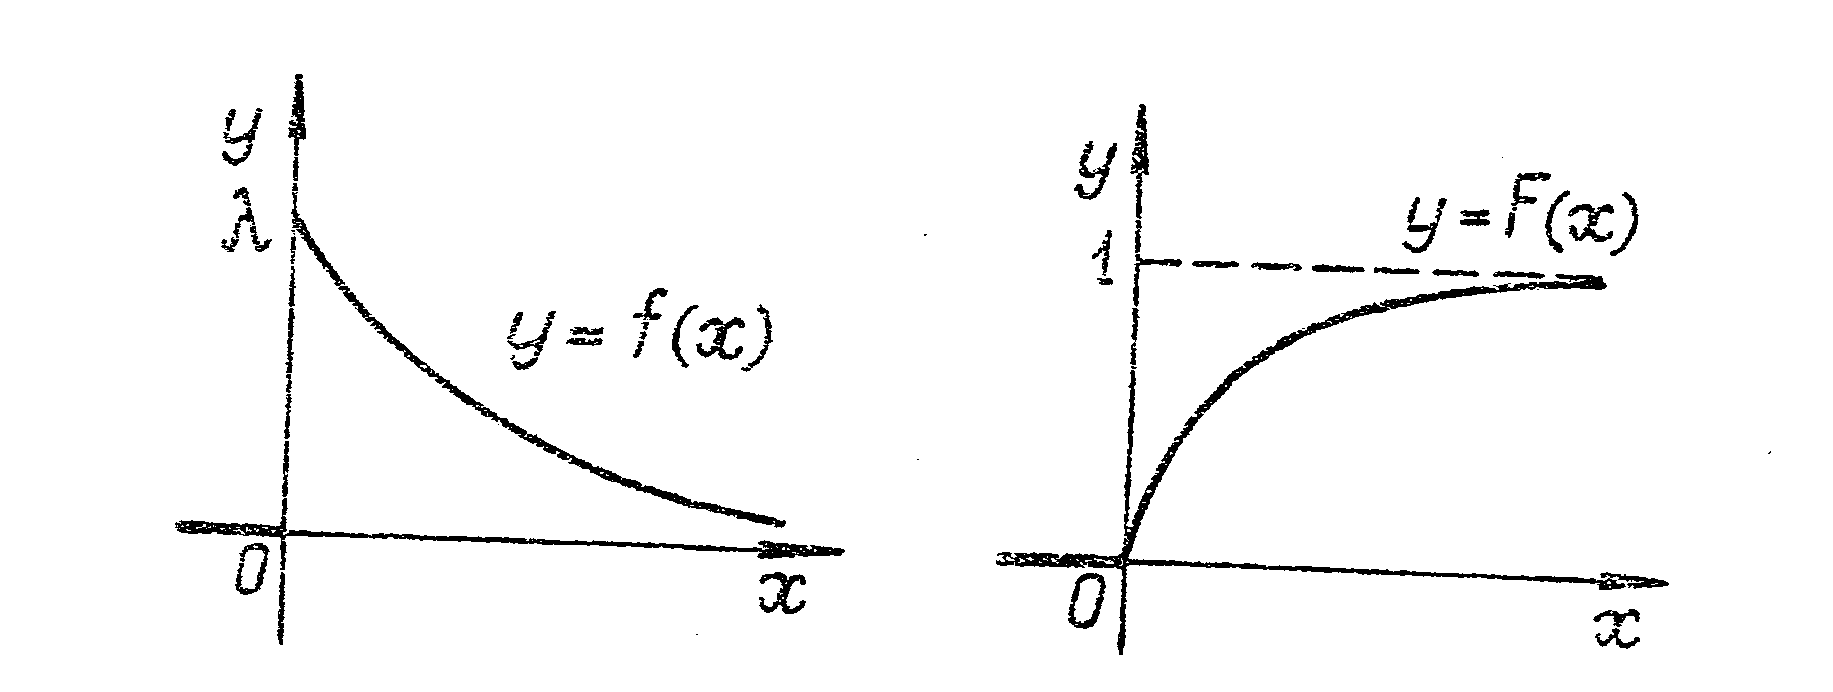 y
λ
y = f(x)
0
x
y
1
y = F(x)
0
x